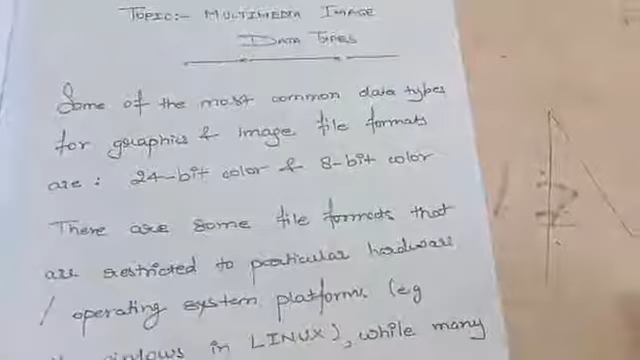 TOPIC:- MULTIMEDIA IMAGE
DATA TYPES
Some of the most common data types
for graphics & image file formats
are: 24-bit color & 8-bit color
There are some file formats that
are restricted to particular hardware
/ operating system platforms (eg
in LINUX), while many